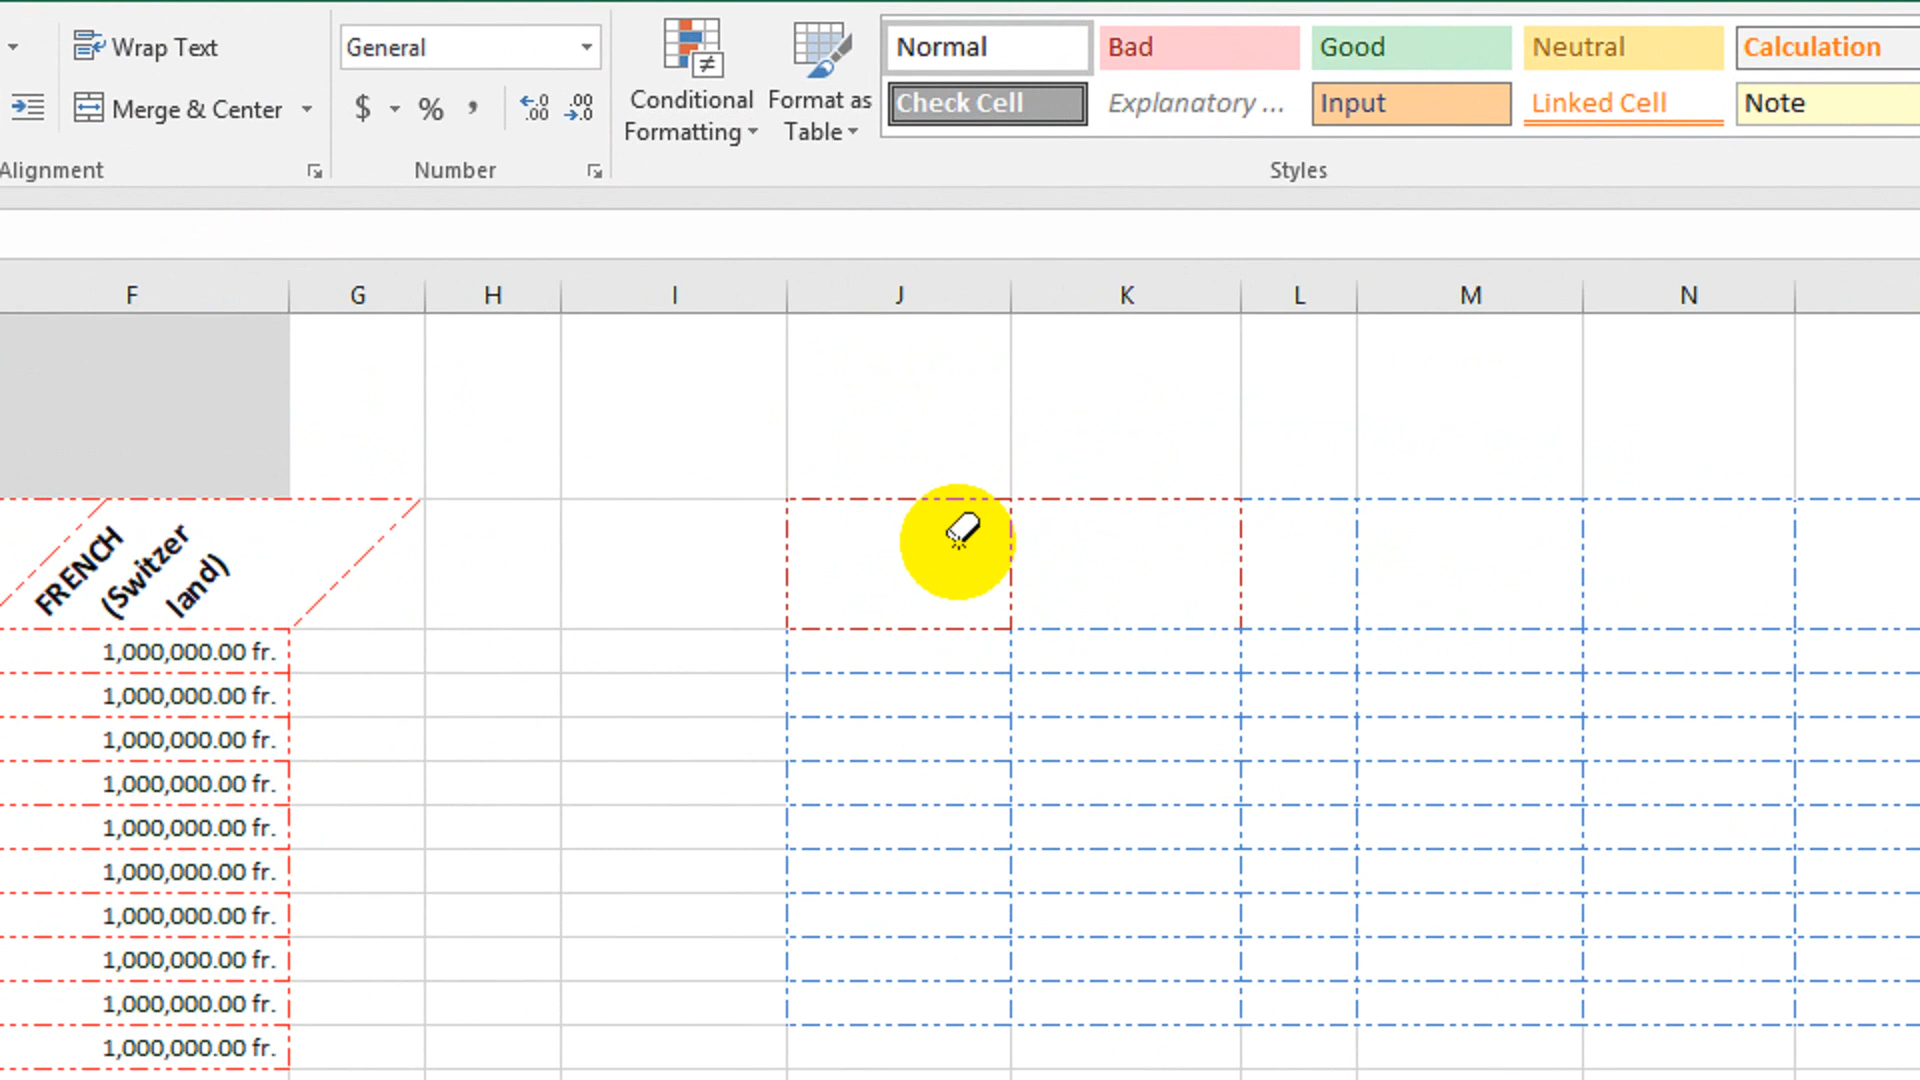 Wrap Text
General
Merge & Center
$ % , ←.0 .00 .00 →.0
Conditional Formatting
Format as Table
Normal Bad Good Neutral Calculation
Check Cell Explanatory ... Input Linked Cell Note
Alignment Number Styles
F G H I J K L M N
FRENCH
(Switzer
land)
1,000,000.00 fr.
1,000,000.00 fr.
1,000,000.00 fr.
1,000,000.00 fr.
1,000,000.00 fr.
1,000,000.00 fr.
1,000,000.00 fr.
1,000,000.00 fr.
1,000,000.00 fr.
1,000,000.00 fr.